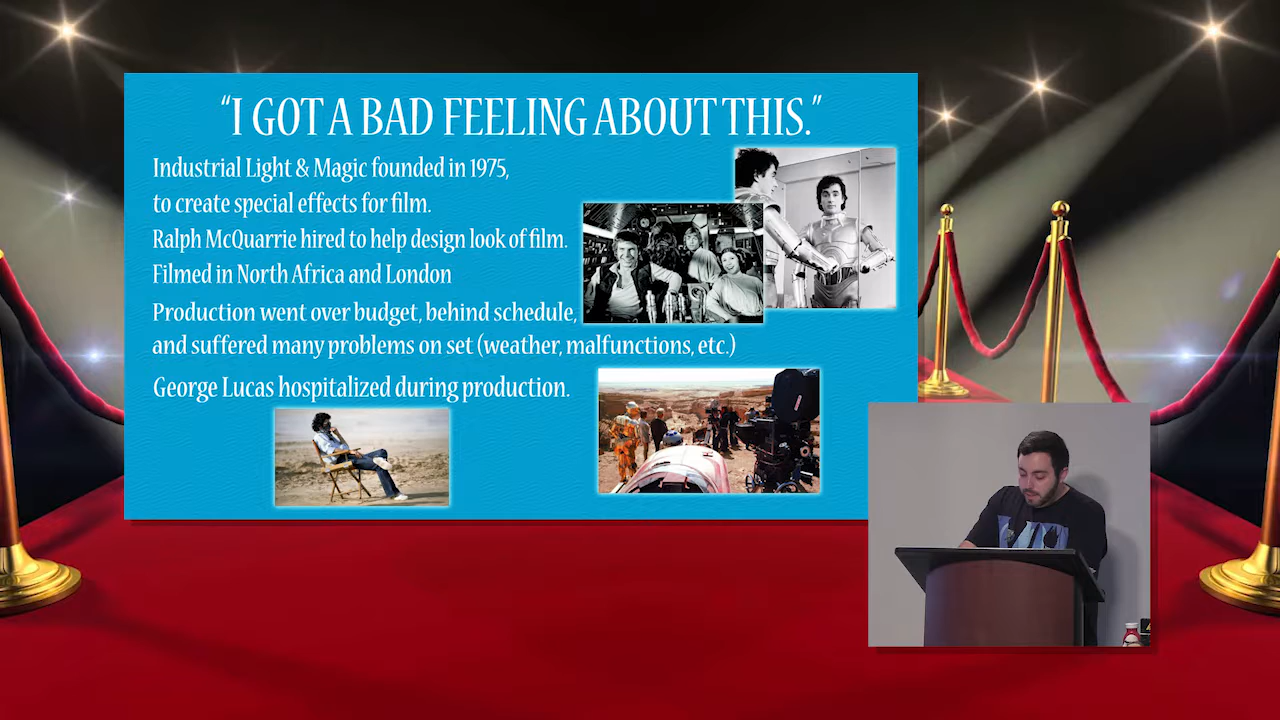 “I GOT A BAD FEELING ABOUT THIS.”
Industrial Light & Magic founded in 1975,
to create special effects for film.
Ralph McQuarrie hired to help design look of film.
Filmed in North Africa and London
Production went over budget, behind schedule,
and suffered many problems on set (weather, malfunctions, etc.)
George Lucas hospitalized during production.